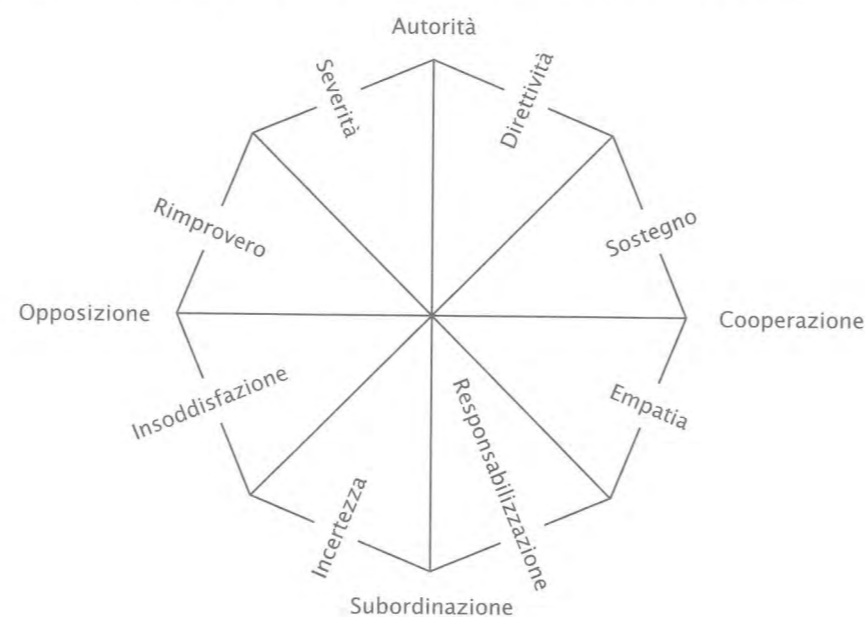 Autorità
Severità
Direttività
Rimprovero
Sostegno
Opposizione
Cooperazione
Insoddisfazione
Empatia
Responsabilizzazione
Incertezza
Subordinazione